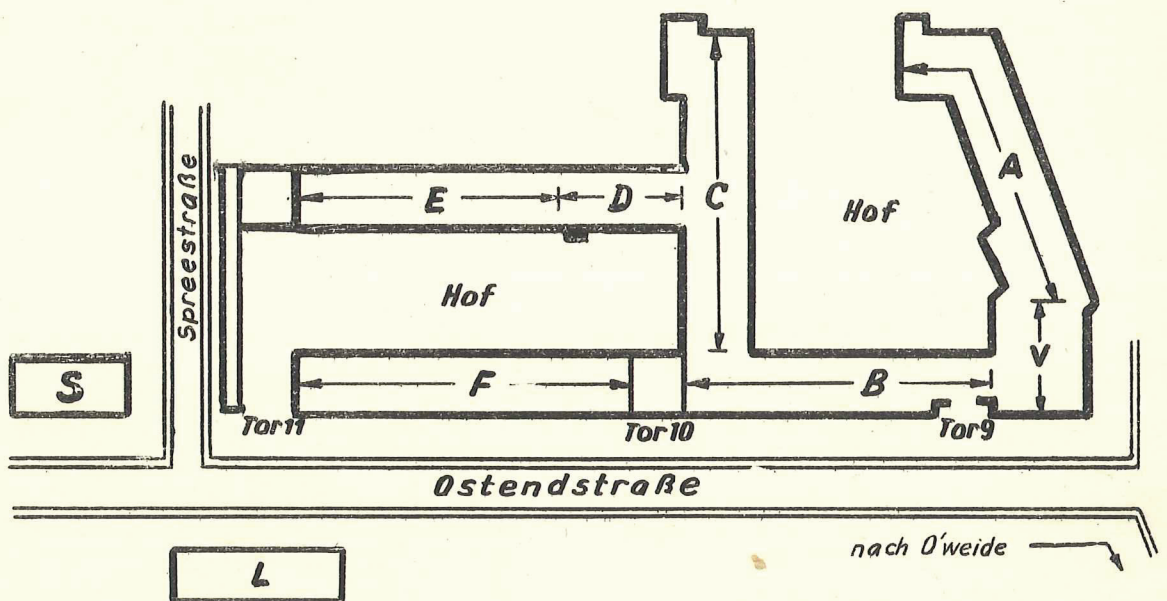 A
C
E
D
Hof
Spreestraße
Hof
V
S
F
B
Tor 11
Tor 10
Tor 9
Ostendstraße
nach O'weide
L